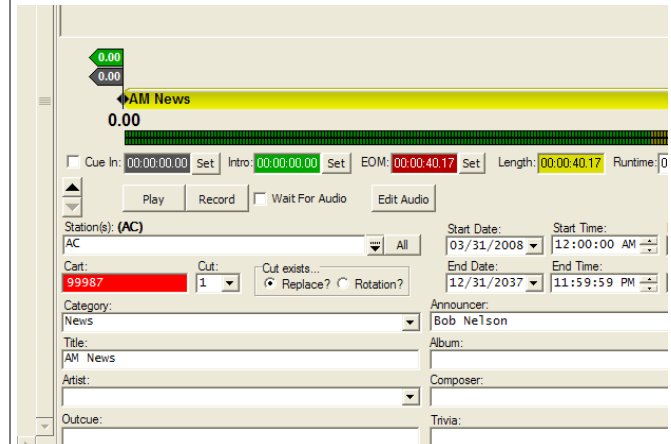 0.00
0.00
AM News
0.00
Cue In: 00:00:00.00 Set Intro: 00:00:00.00 Set EOM: 00:00:40.17 Set Length: 00:00:40.17 Runtime: 0
Play Record Wait For Audio Edit Audio
Station(s): (AC) Start Date: Start Time:
AC All 03/31/2008 12:00:00 AM
Cart: Cut: Cut exists... End Date: End Time:
99987 1 Replace? Rotation? 12/31/2037 11:59:59 PM
Category: Announcer:
News Bob Nelson
Title: Album:
AM News
Artist: Composer:
Outcue: Trivia: